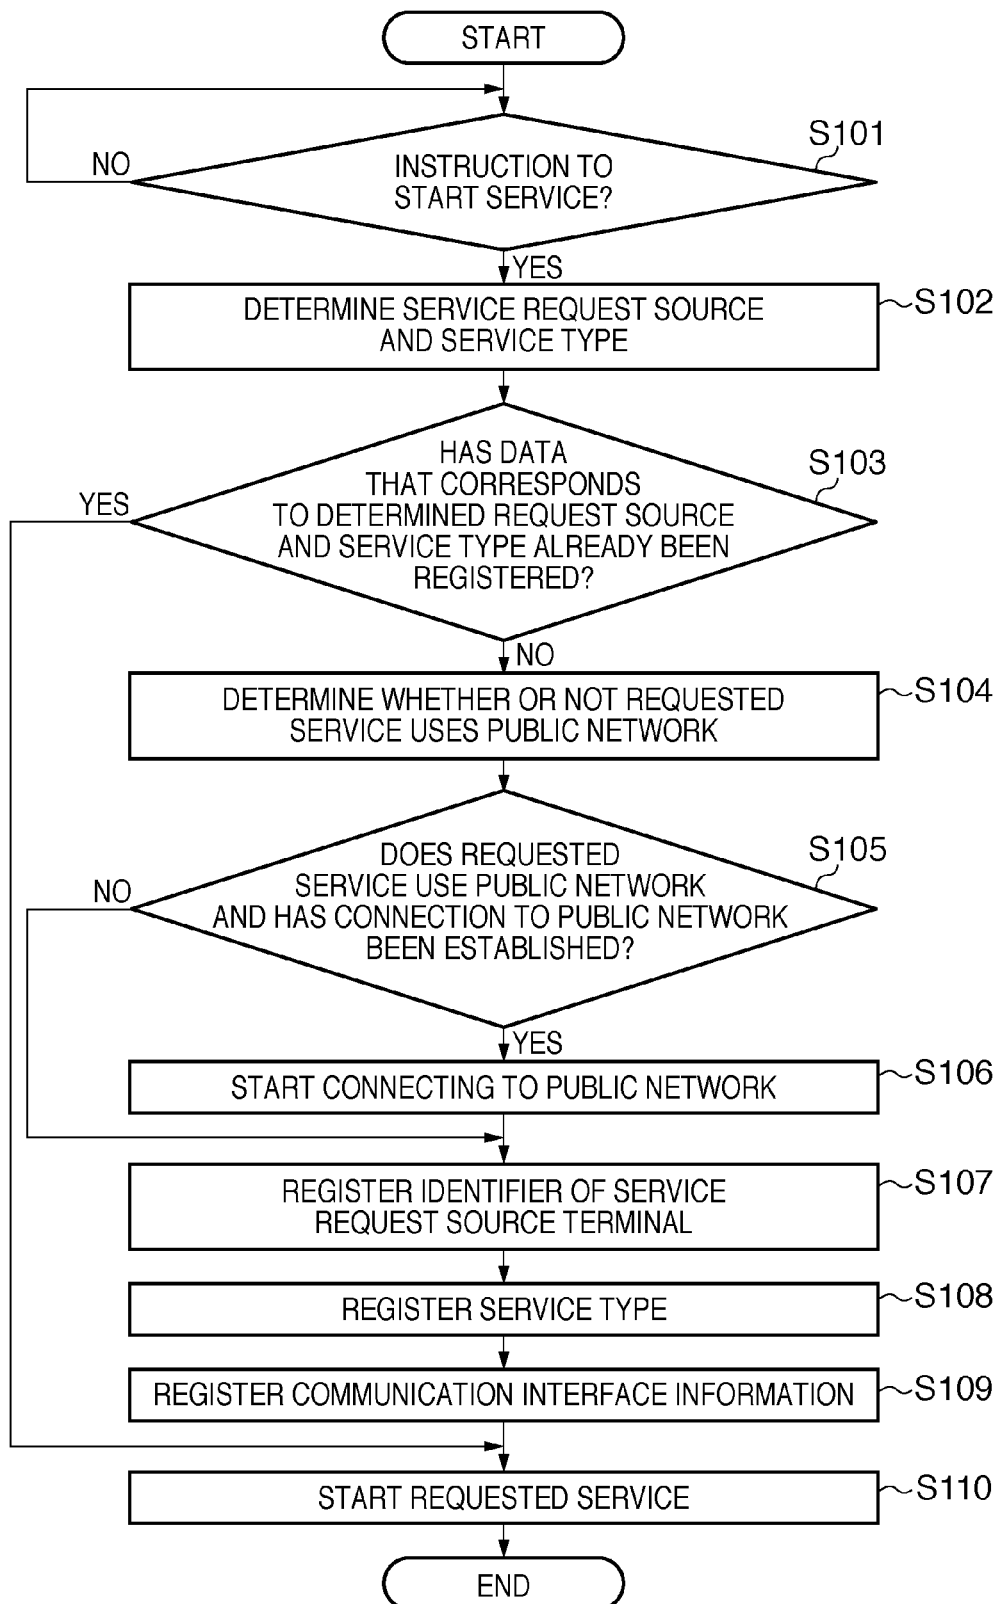 START
S101
NO
INSTRUCTION TO
START SERVICE?
YES
S102
DETERMINE SERVICE REQUEST SOURCE
AND SERVICE TYPE
S103
HAS DATA
THAT CORRESPONDS
TO DETERMINED REQUEST SOURCE
AND SERVICE TYPE ALREADY BEEN
REGISTERED?
YES
NO
S104
DETERMINE WHETHER OR NOT REQUESTED
SERVICE USES PUBLIC NETWORK
S105
DOES REQUESTED
SERVICE USE PUBLIC NETWORK
AND HAS CONNECTION TO PUBLIC NETWORK
BEEN ESTABLISHED?
NO
YES
S106
START CONNECTING TO PUBLIC NETWORK
S107
REGISTER IDENTIFIER OF SERVICE
REQUEST SOURCE TERMINAL
S108
REGISTER SERVICE TYPE
S109
REGISTER COMMUNICATION INTERFACE INFORMATION
S110
START REQUESTED SERVICE
END